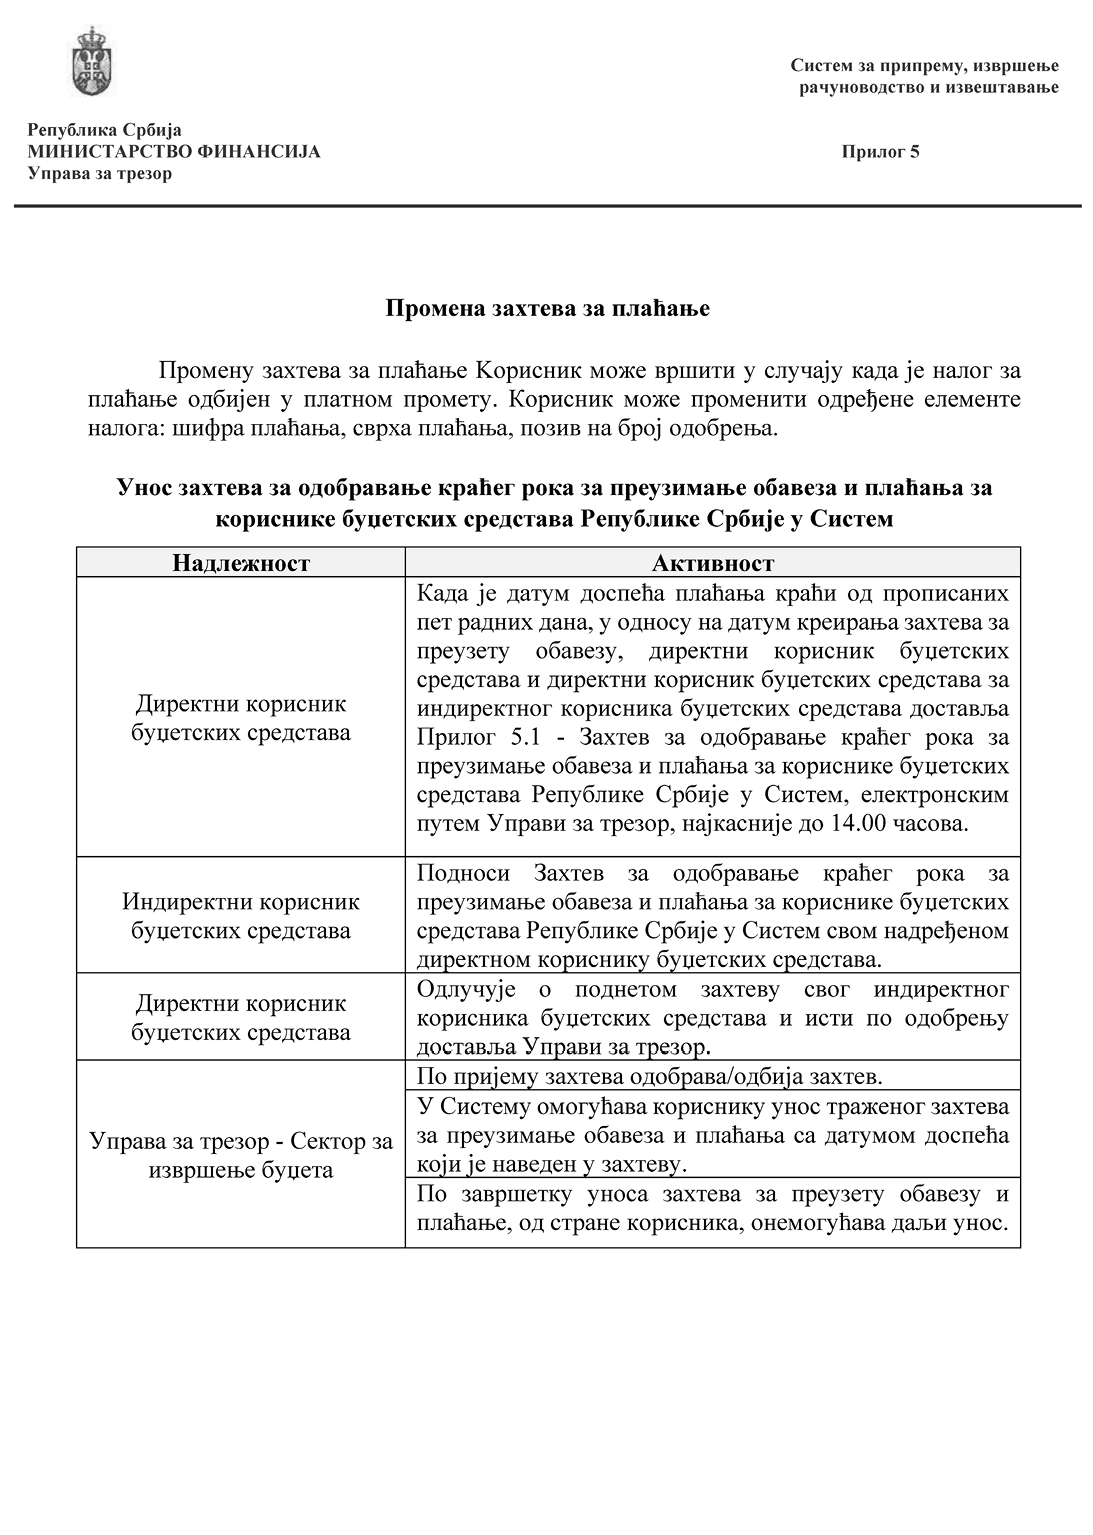 Систем за припрему, извршење
рачуноводство и извештавање
Република Србија
МИНИСТАРСТВО ФИНАНСИЈА
Прилог 5
Управа за трезор
Промена захтева за плаћање
Промену захтева за плаћање Корисник може вршити у случају када је налог за
плаћање одбијен у платном промету. Корисник може променити одређене елементе
налога: шифра плаћања, сврха плаћања, позив на број одобрења.
Унос захтева за одобравање краћег рока за преузимање обавеза и плаћања за
кориснике буџетских средстава Републике Србије у Систем
Надлежност
Активност
Директни корисник
буџетских средстава
Када је датум доспећа плаћања краћи од прописаних
пет радних дана, у односу на датум креирања захтева за
преузету обавезу, директни корисник буџетских
средстава и директни корисник буџетских средстава за
индиректног корисника буџетских средстава доставља
Прилог 5.1 - Захтев за одобравање краћег рока за
преузимање обавеза и плаћања за кориснике буџетских
средстава Републике Србије у Систем, електронским
путем Управи за трезор, најкасније до 14.00 часова.
Индиректни корисник
буџетских средстава
Подноси Захтев за одобравање краћег рока за
преузимање обавеза и плаћања за кориснике буџетских
средстава Републике Србије у Систем свом надређеном
директном кориснику буџетских средстава.
Директни корисник
буџетских средстава
Одлучује о поднетом захтеву свог индиректног
корисника буџетских средстава и исти по одобрењу
доставља Управи за трезор.
Управа за трезор - Сектор за
извршење буџета
По пријему захтева одобрава/одбија захтев.
У Систему омогућава кориснику унос траженог захтева
за преузимање обавеза и плаћања са датумом доспећа
који је наведен у захтеву.
По завршетку уноса захтева за преузету обавезу и
плаћање, од стране корисника, онемогућава даљи унос.